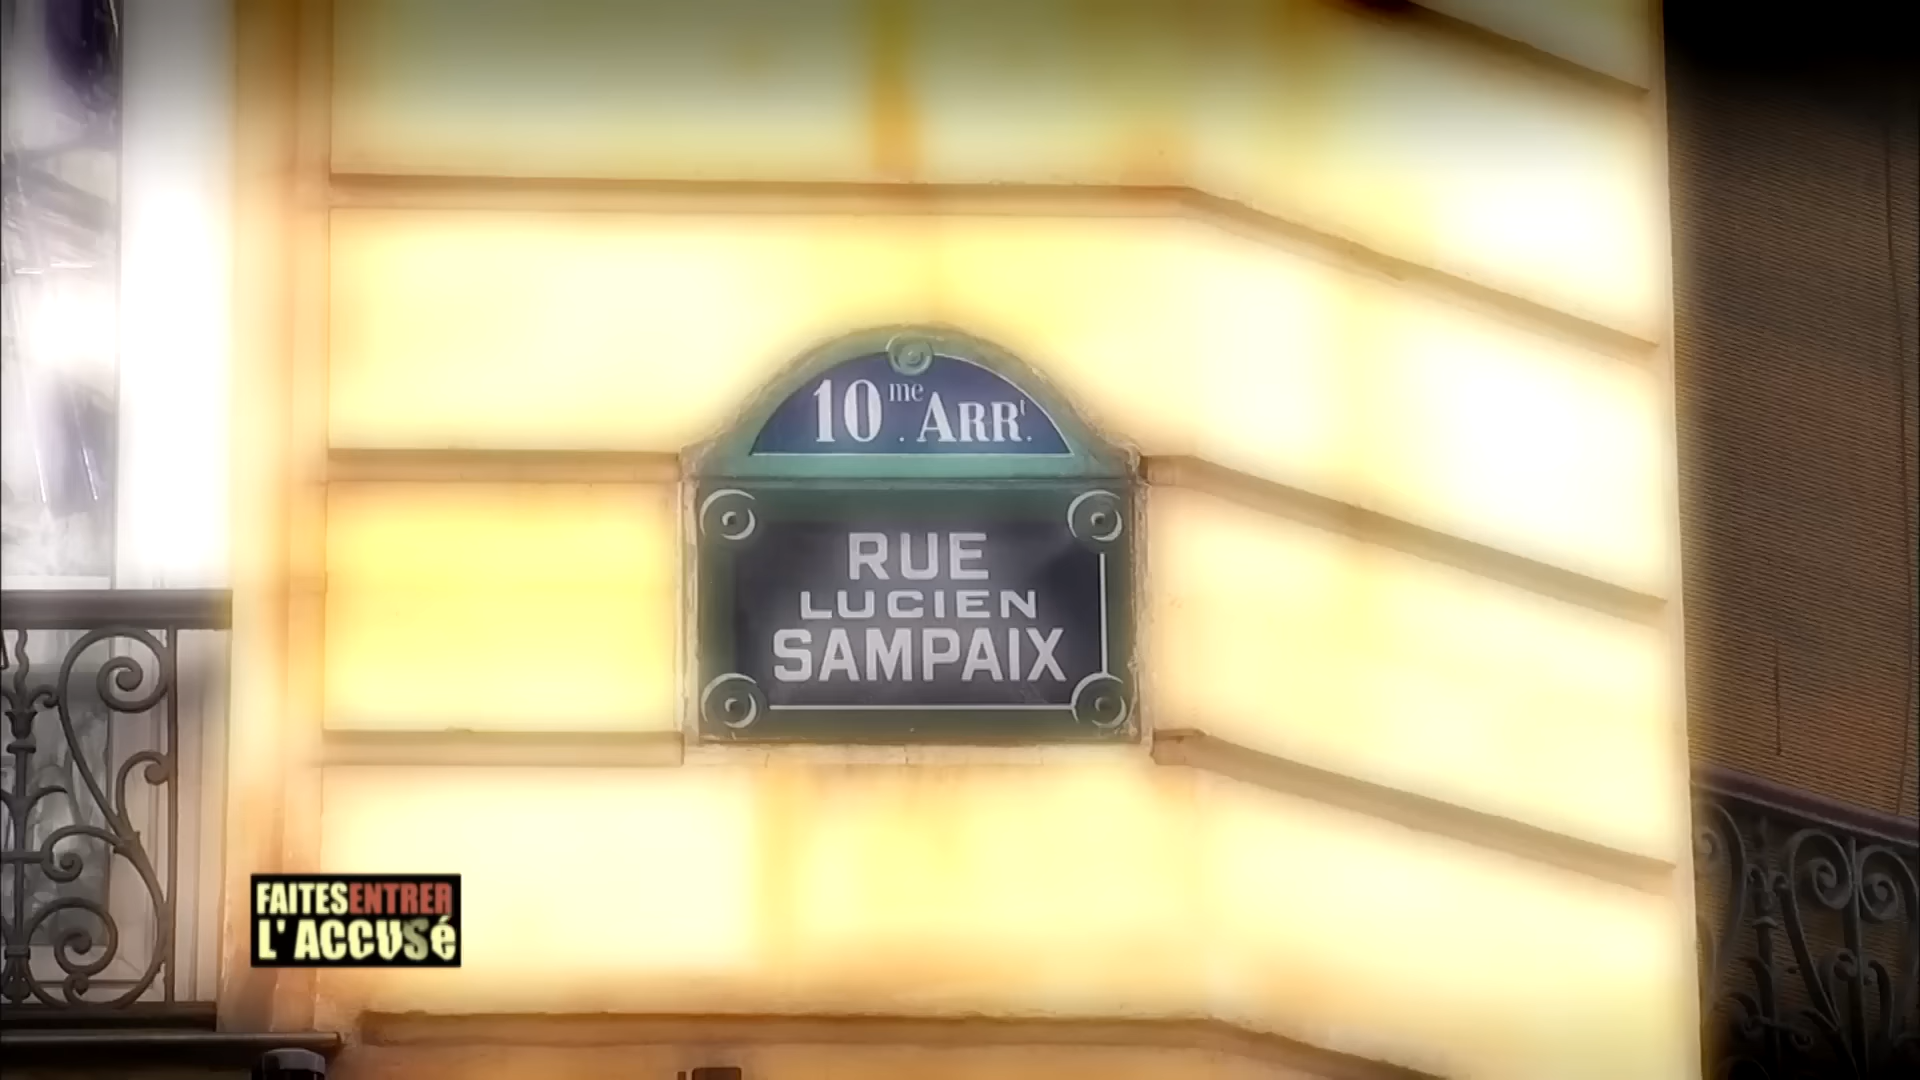 10me. ARRt.
RUE
LUCIEN
SAMPAIX
FAITES ENTRER
L'ACCUSé